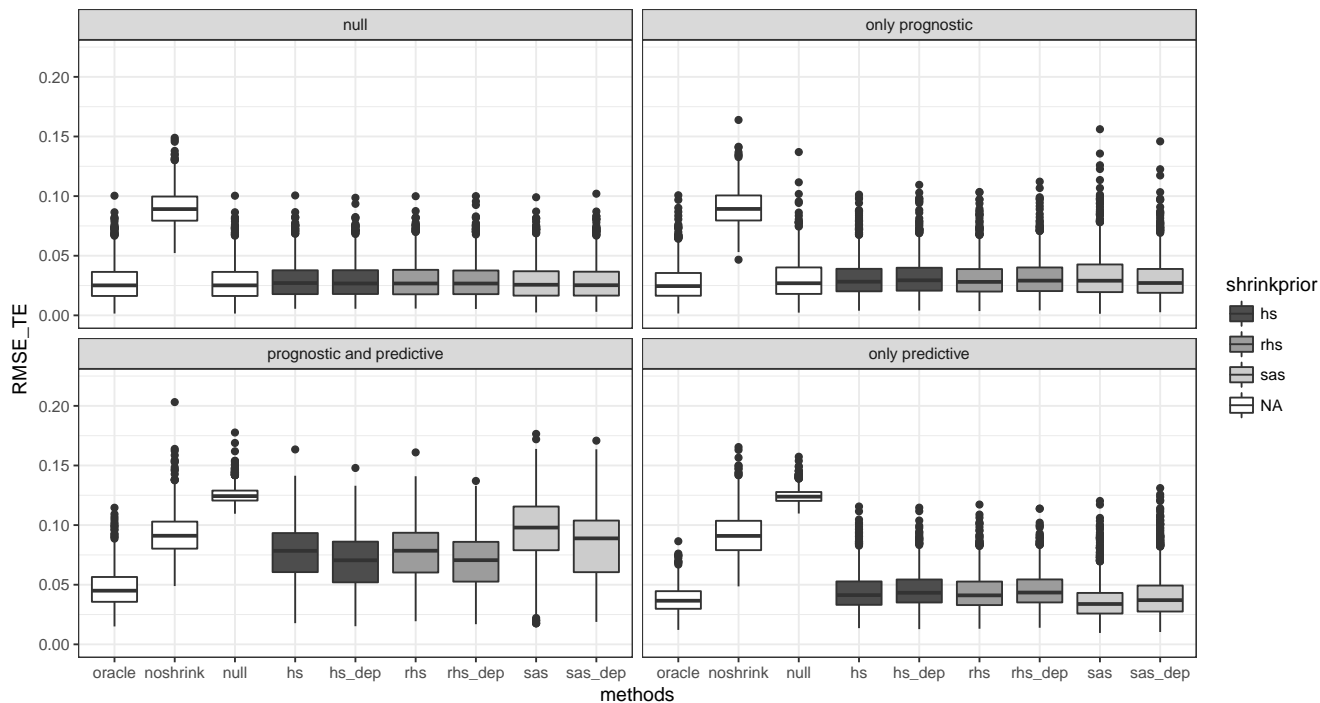 null
only prognostic
0.20
0.15
0.10
0.05
0.00
prognostic and predictive
only predictive
0.20
0.15
0.10
0.05
0.00
RMSE_TE
oracle noshrink null hs hs_dep rhs rhs_dep sas sas_dep
oracle noshrink null hs hs_dep rhs rhs_dep sas sas_dep
methods
shrinkprior
hs
rhs
sas
NA